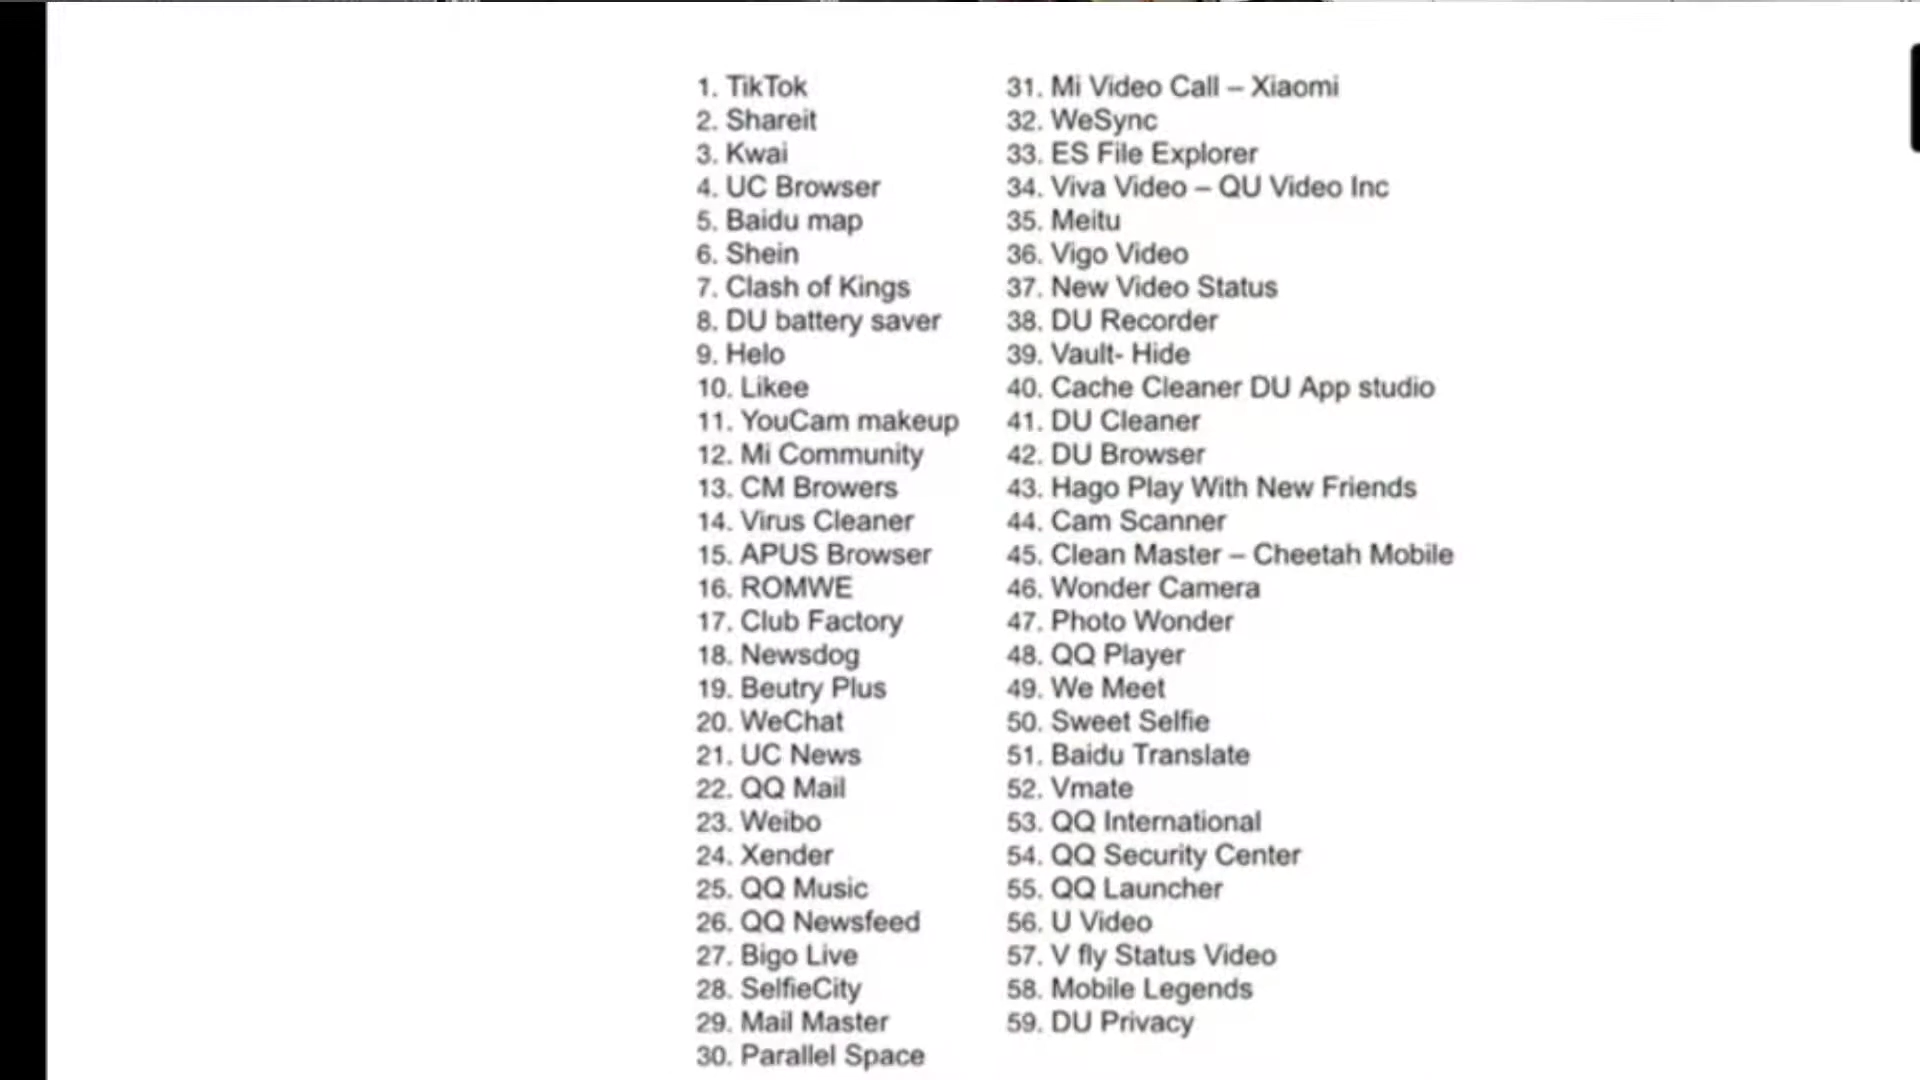 1. TikTok
2. Shareit
3. Kwai
4. UC Browser
5. Baidu map
6. Shein
7. Clash of Kings
8. DU battery saver
9. Helo
10. Likee
11. YouCam makeup
12. Mi Community
13. CM Browers
14. Virus Cleaner
15. APUS Browser
16. ROMWE
17. Club Factory
18. Newsdog
19. Beutry Plus
20. WeChat
21. UC News
22. QQ Mail
23. Weibo
24. Xender
25. QQ Music
26. QQ Newsfeed
27. Bigo Live
28. SelfieCity
29. Mail Master
30. Parallel Space
31. Mi Video Call – Xiaomi
32. WeSync
33. ES File Explorer
34. Viva Video – QU Video Inc
35. Meitu
36. Vigo Video
37. New Video Status
38. DU Recorder
39. Vault- Hide
40. Cache Cleaner DU App studio
41. DU Cleaner
42. DU Browser
43. Hago Play With New Friends
44. Cam Scanner
45. Clean Master – Cheetah Mobile
46. Wonder Camera
47. Photo Wonder
48. QQ Player
49. We Meet
50. Sweet Selfie
51. Baidu Translate
52. Vmate
53. QQ International
54. QQ Security Center
55. QQ Launcher
56. U Video
57. V fly Status Video
58. Mobile Legends
59. DU Privacy